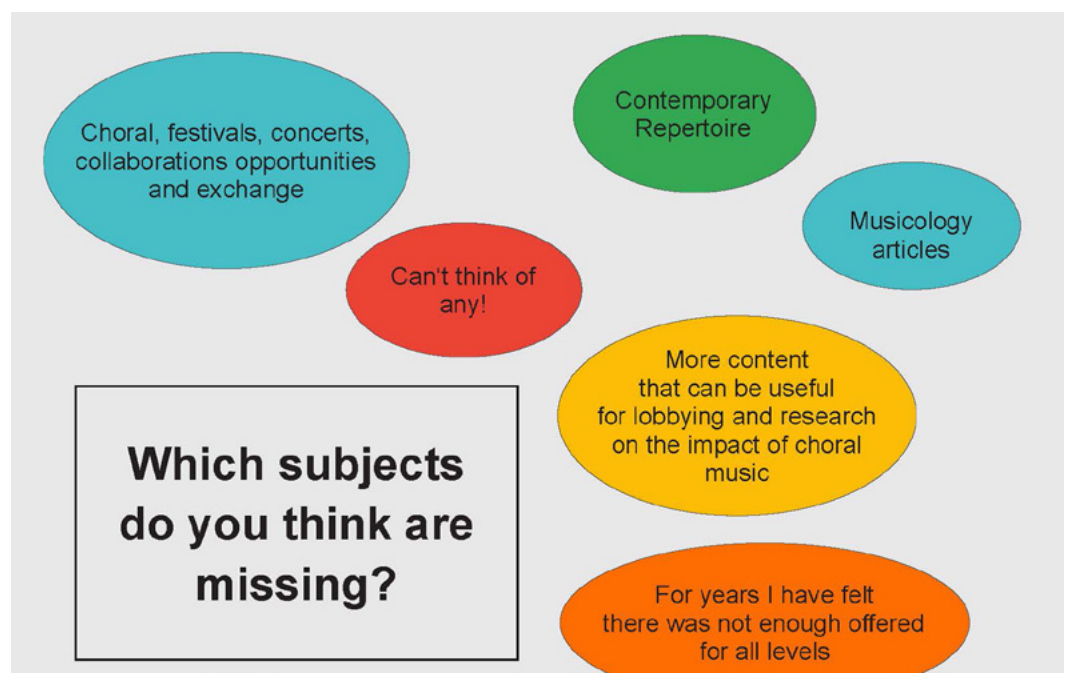 Choral, festivals, concerts,
collaborations opportunities
and exchange
Contemporary
Repertoire
Musicology
articles
Can't think of
any!
More content
that can be useful
for lobbying and research
on the impact of choral
music
Which subjects
do you think are
missing?
For years I have felt
there was not enough offered
for all levels